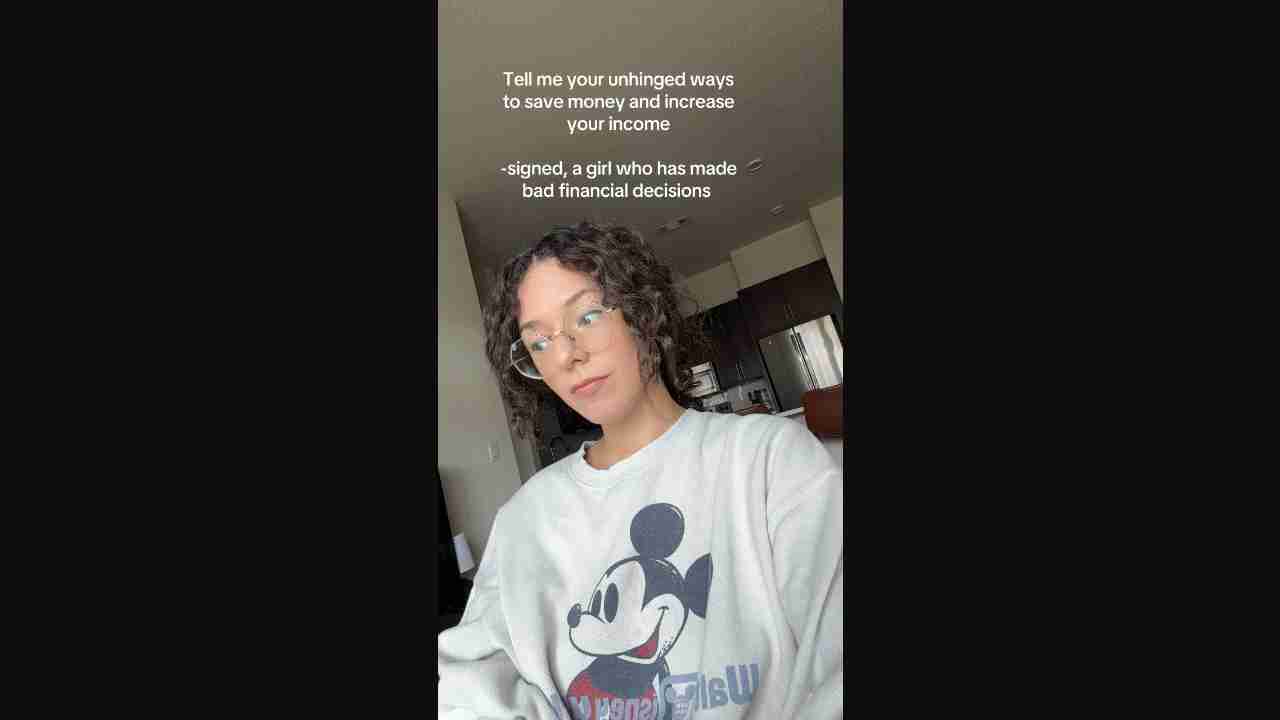 Tell me your unhinged ways
to save money and increase
your income
-signed, a girl who has made
bad financial decisions
Walt